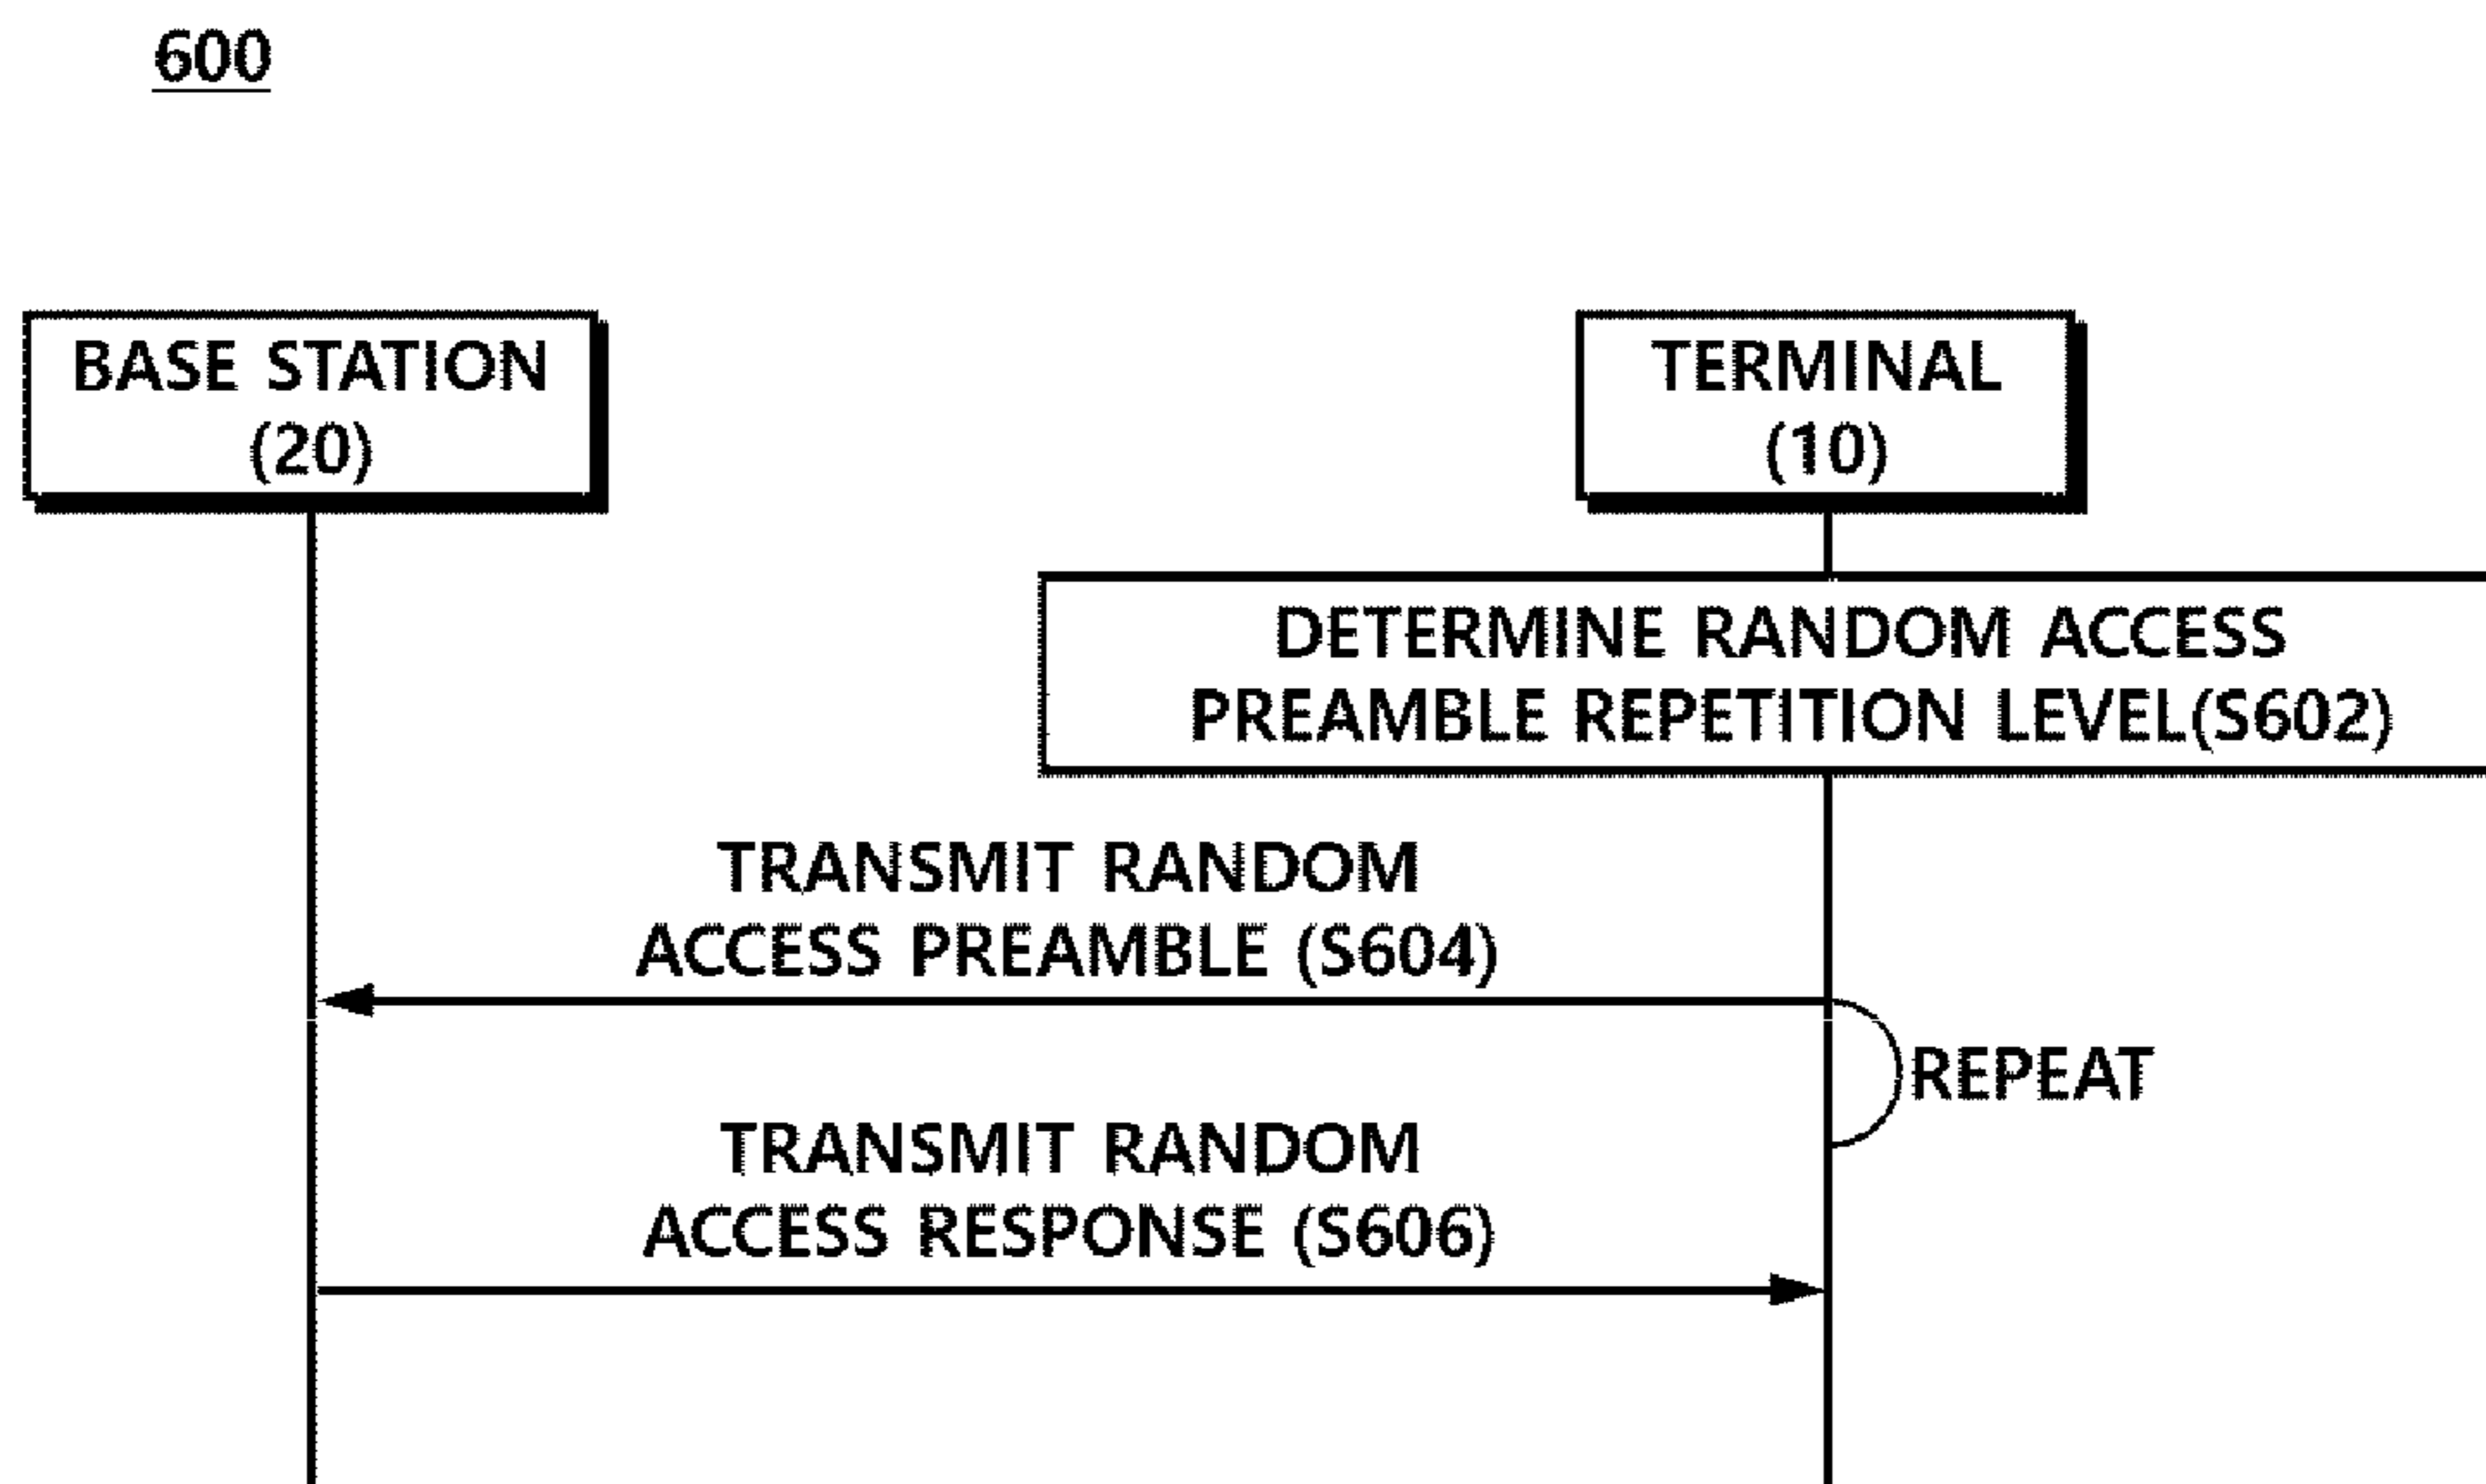 600
BASE STATION
(20)
TERMINAL
(10)
DETERMINE RANDOM ACCESS
PREAMBLE REPETITION LEVEL(S602)
TRANSMIT RANDOM
ACCESS PREAMBLE (S604)
REPEAT
TRANSMIT RANDOM
ACCESS RESPONSE (S606)